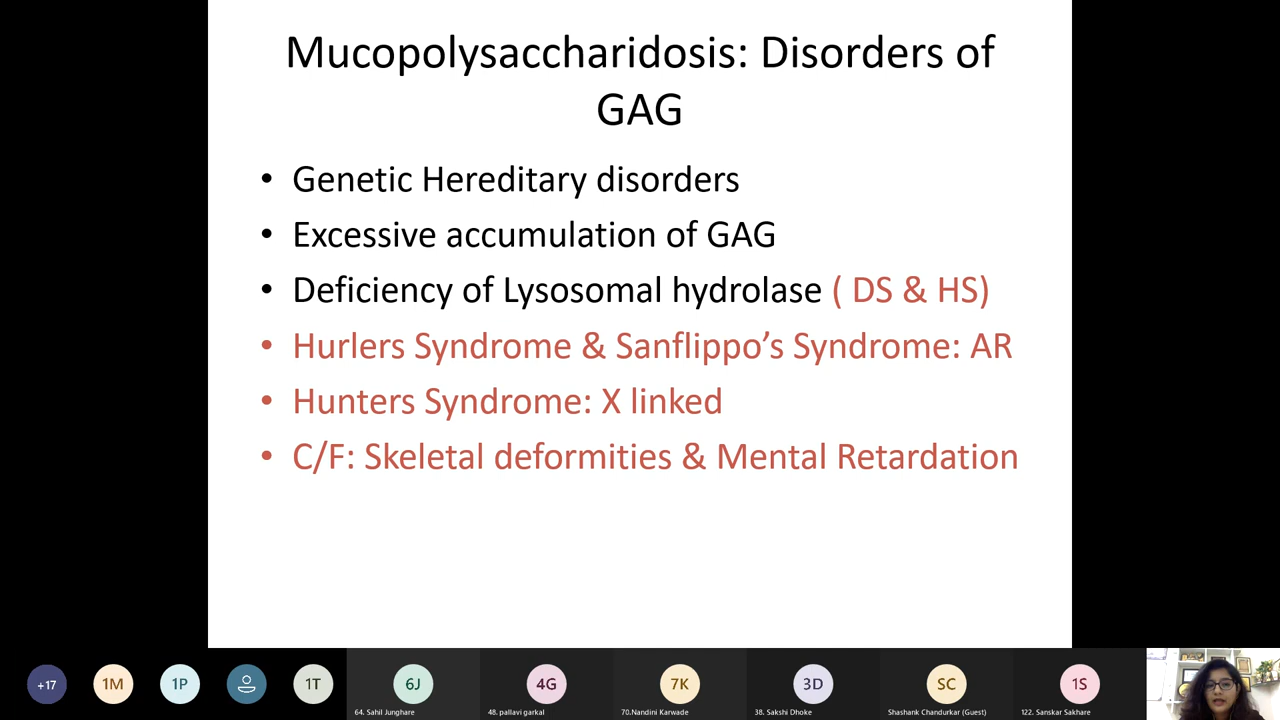 Mucopolysaccharidosis: Disorders of
GAG
• Genetic Hereditary disorders
• Excessive accumulation of GAG
• Deficiency of Lysosomal hydrolase ( DS & HS)
• Hurlers Syndrome & Sanflippo’s Syndrome: AR
• Hunters Syndrome: X linked
• C/F: Skeletal deformities & Mental Retardation
+17 1M 1P 1T 6J 4G 7K 3D SC 1S
64. Sahil Junghare 48. pallavi garkal 70.Nandini Karwade 38. Sakshi Dhoke Shashank Chandurkar (Guest) 122. Sanskar Sakhare